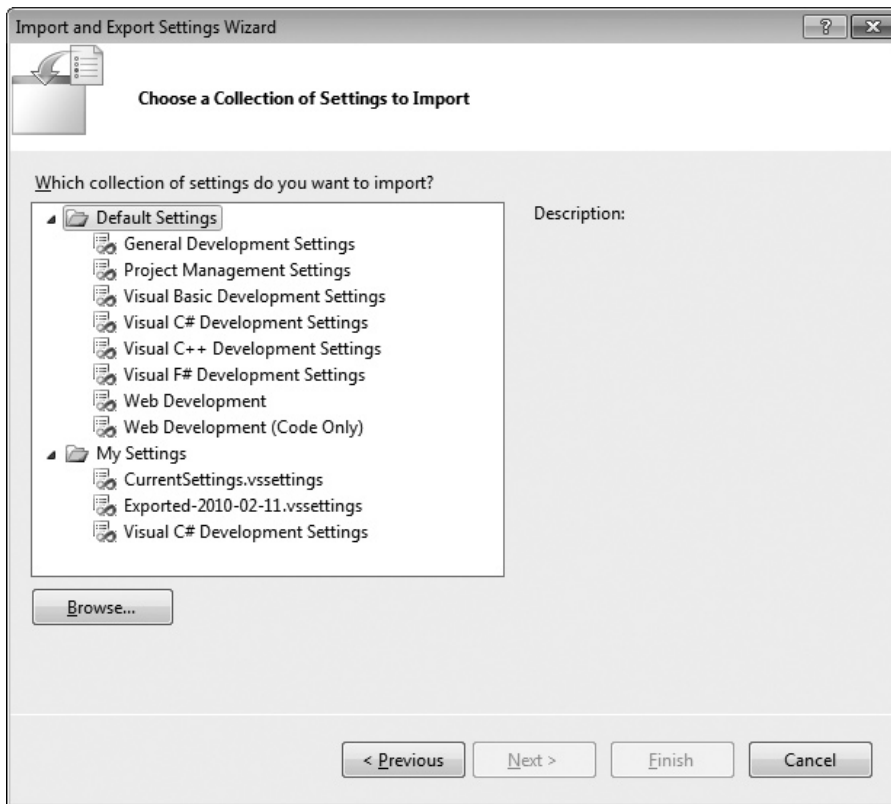 Import and Export Settings Wizard
?
Choose a Collection of Settings to Import
Which collection of settings do you want to import?
Default Settings
General Development Settings
Project Management Settings
Visual Basic Development Settings
Visual C# Development Settings
Visual C++ Development Settings
Visual F# Development Settings
Web Development
Web Development (Code Only)
My Settings
CurrentSettings.vssettings
Exported-2010-02-11.vssettings
Visual C# Development Settings
Description:
Browse...
< Previous
Next >
Finish
Cancel